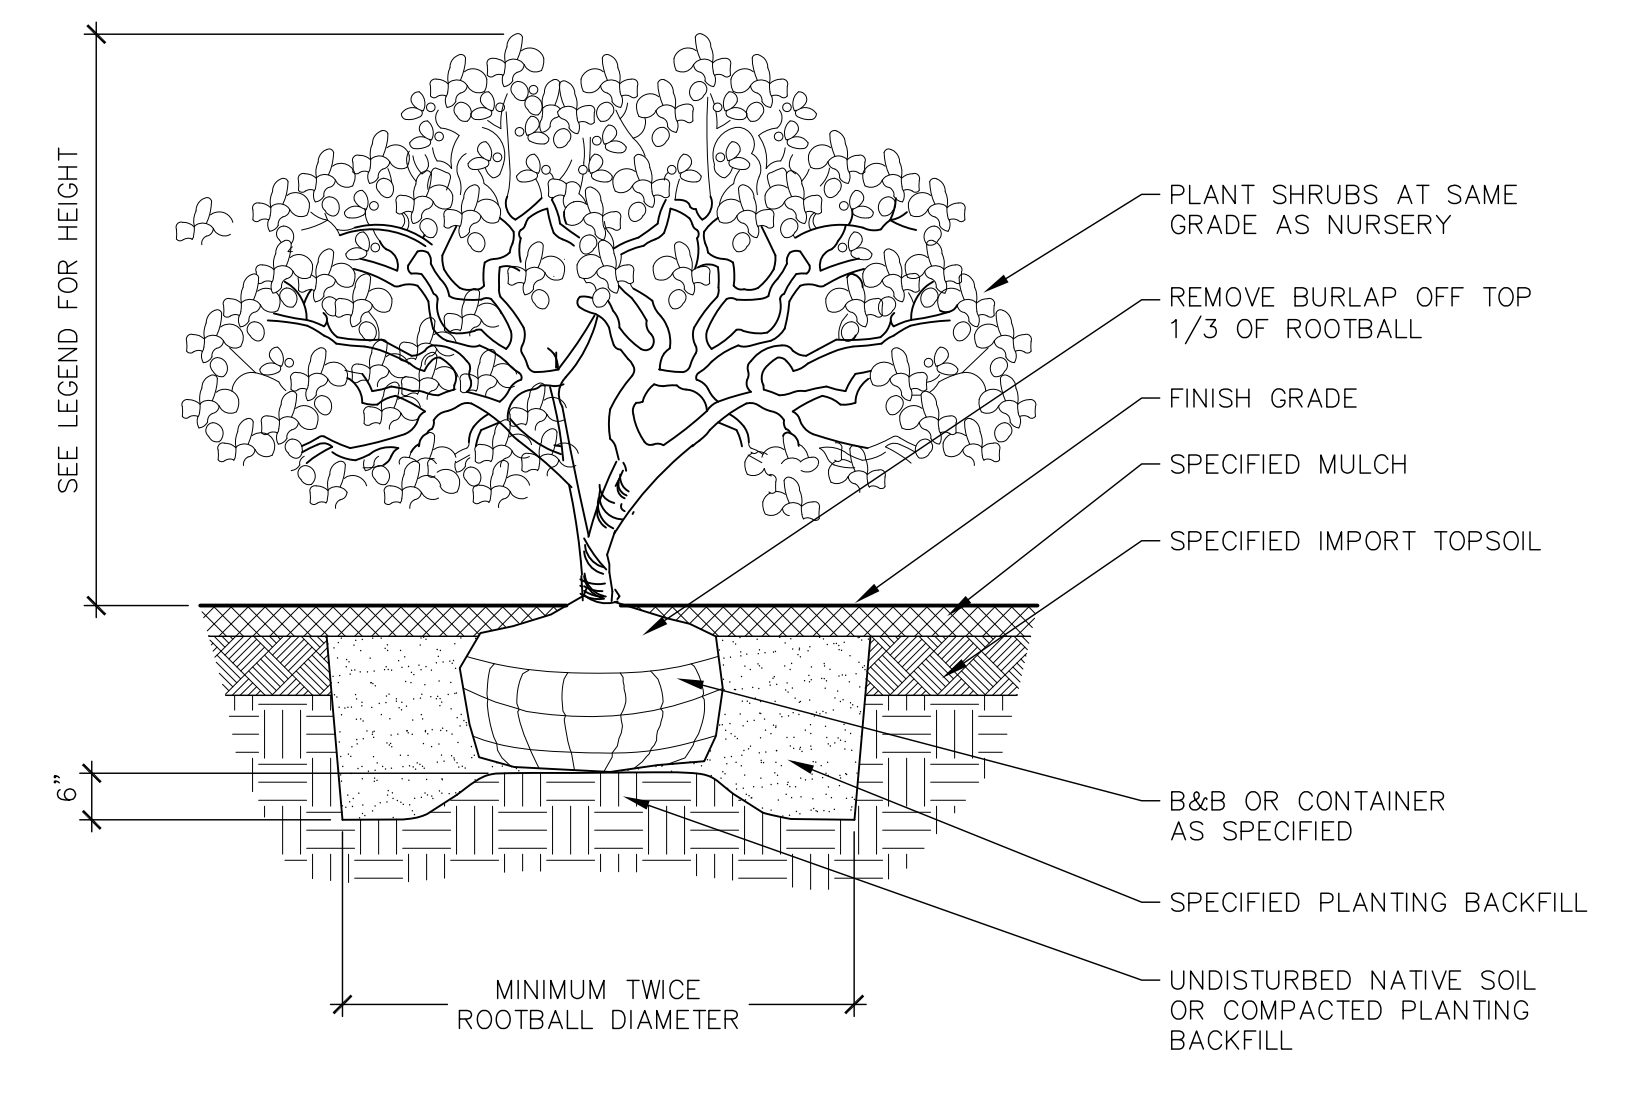 SEE LEGEND FOR HEIGHT
PLANT SHRUBS AT SAME
GRADE AS NURSERY
REMOVE BURLAP OFF TOP
1/3 OF ROOTBALL
FINISH GRADE
SPECIFIED MULCH
SPECIFIED IMPORT TOPSOIL
6"
B&B OR CONTAINER
AS SPECIFIED
SPECIFIED PLANTING BACKFILL
UNDISTURBED NATIVE SOIL
OR COMPACTED PLANTING
BACKFILL
MINIMUM TWICE
ROOTBALL DIAMETER